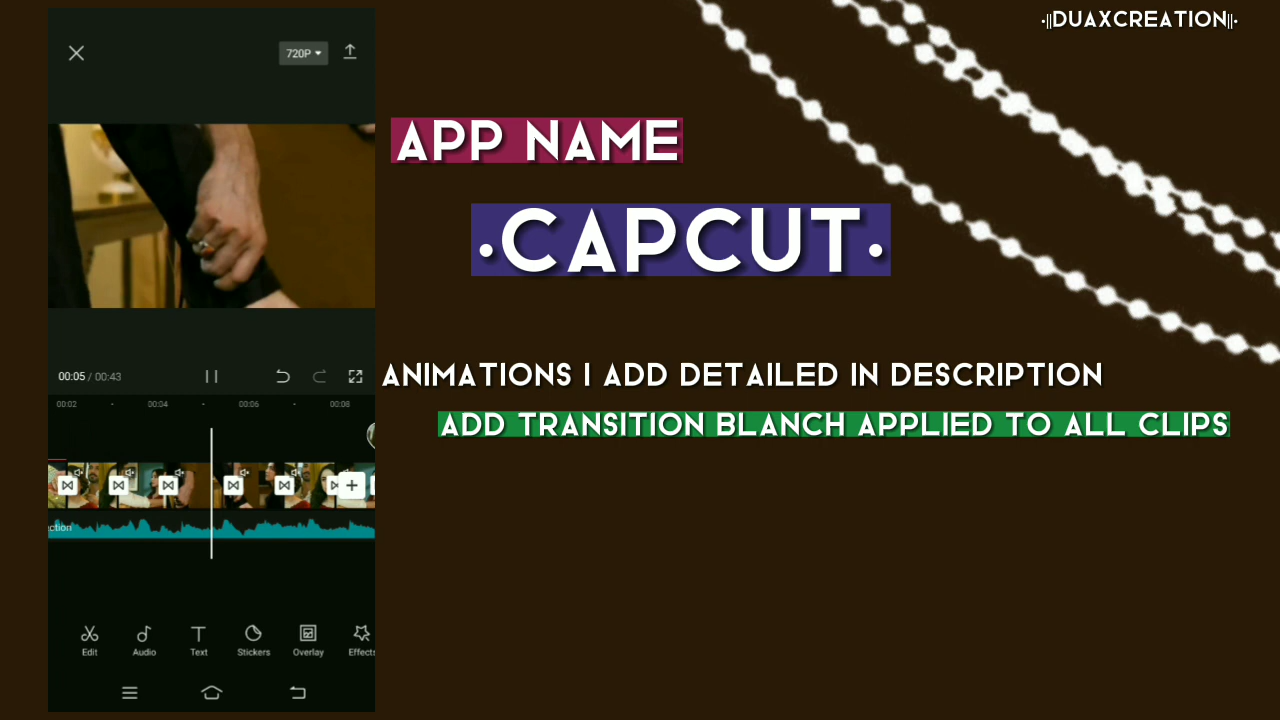 •||DUAXCREATION||•
720P
APP NAME
•CAPCUT•
00:05 / 00:43
ANIMATIONS I ADD DETAILED IN DESCRIPTION
00:02 • 00:04 • 00:06 • 00:08
ADD TRANSITION BLANCH APPLIED TO ALL CLIPS
ction
Edit Audio Text Stickers Overlay Effects